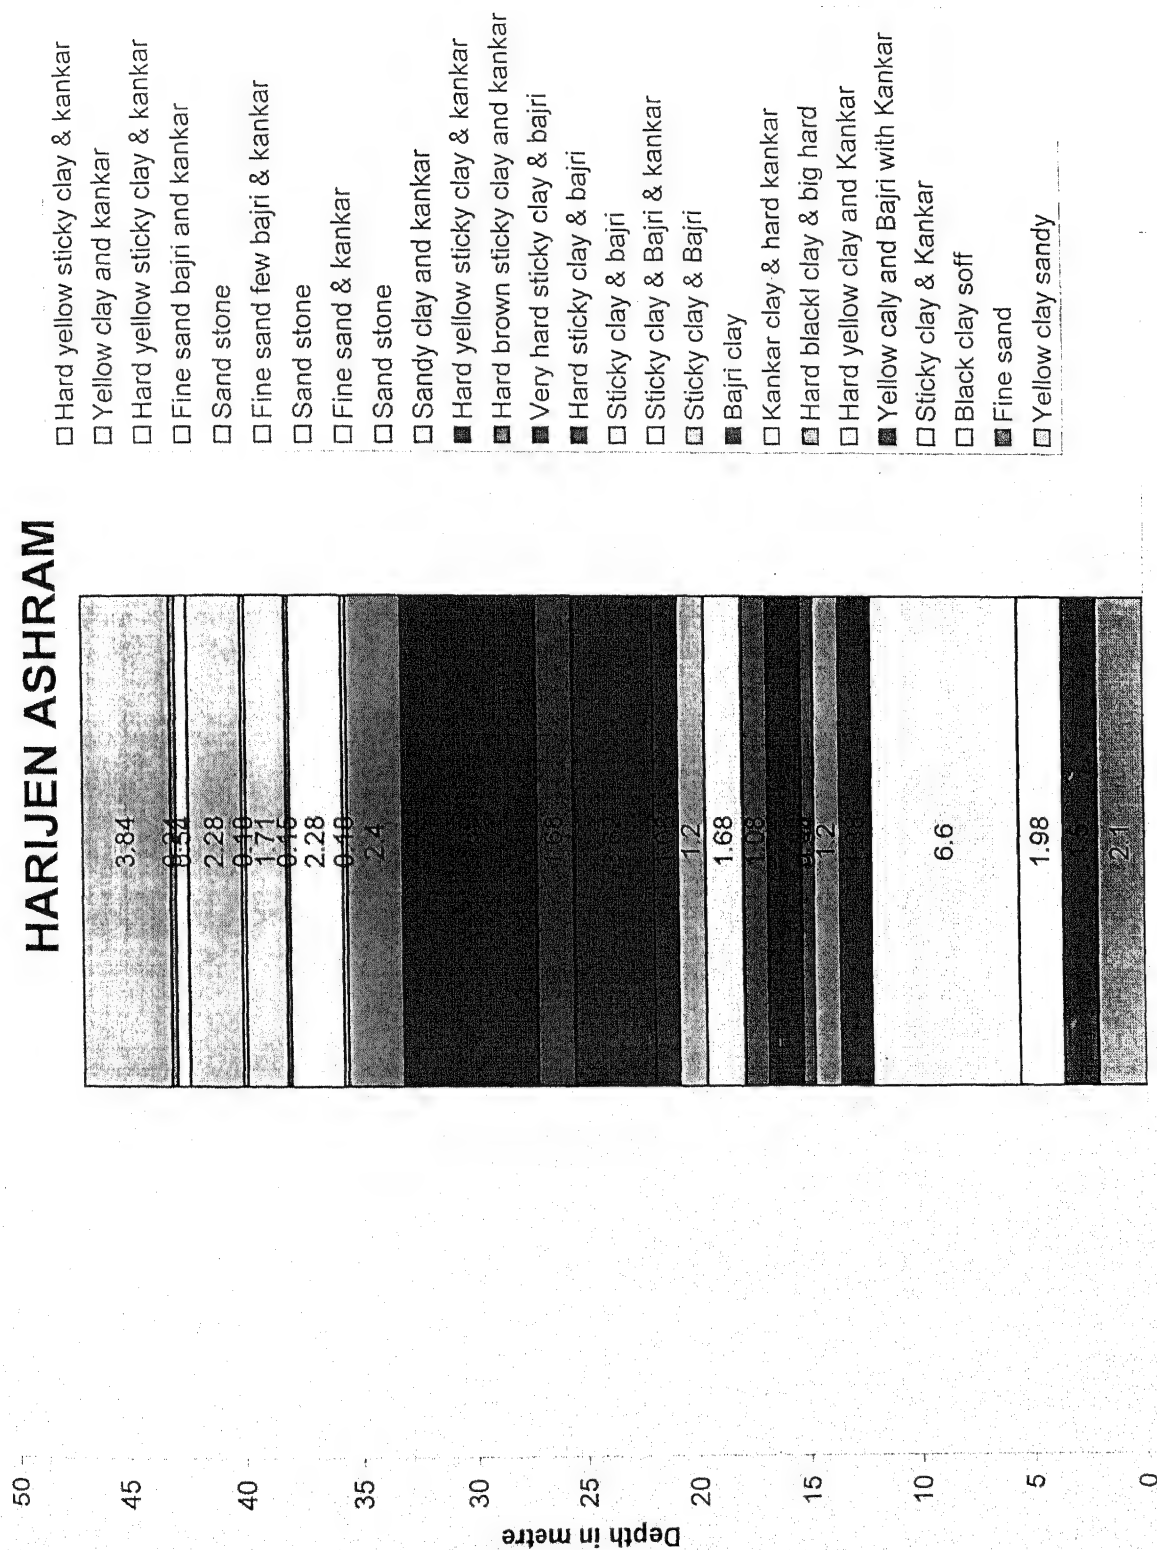 HARIJEN ASHRAM
Hard yellow sticky clay & kankar
Yellow clay and kankar
Hard yellow sticky clay & kankar
Fine sand bajri and kankar
Sand stone
Fine sand few bajri & kankar
Sand stone
Fine sand & kankar
Sand stone
Sandy clay and kankar
Hard yellow sticky clay & kankar
Hard brown sticky clay and kankar
Very hard sticky clay & bajri
Hard sticky clay & bajri
Sticky clay & bajri
Sticky clay & Bajri & kankar
Sticky clay & Bajri
Bajri clay
Kankar clay & hard kankar
Hard blackl clay & big hard
Hard yellow clay and Kankar
Yellow caly and Bajri with Kankar
Sticky clay & Kankar
Black clay soff
Fine sand
Yellow clay sandy
3.84
2.28
1.71
2.28
2.4
1.68
1.2
1.68
1.08
1.2
6.6
1.98
1.5
2.1
Depth in metre
50
45
40
35
30
25
20
15
10
5
0